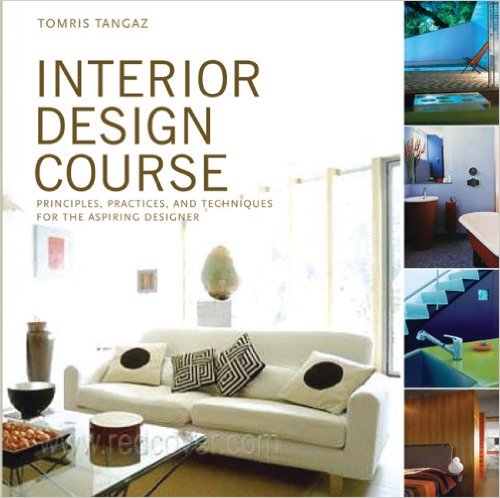 TOMRIS TANGAZ
INTERIOR
DESIGN
COURSE
PRINCIPLES, PRACTICES, AND TECHNIQUES
FOR THE ASPIRING DESIGNER
www.redcover.com